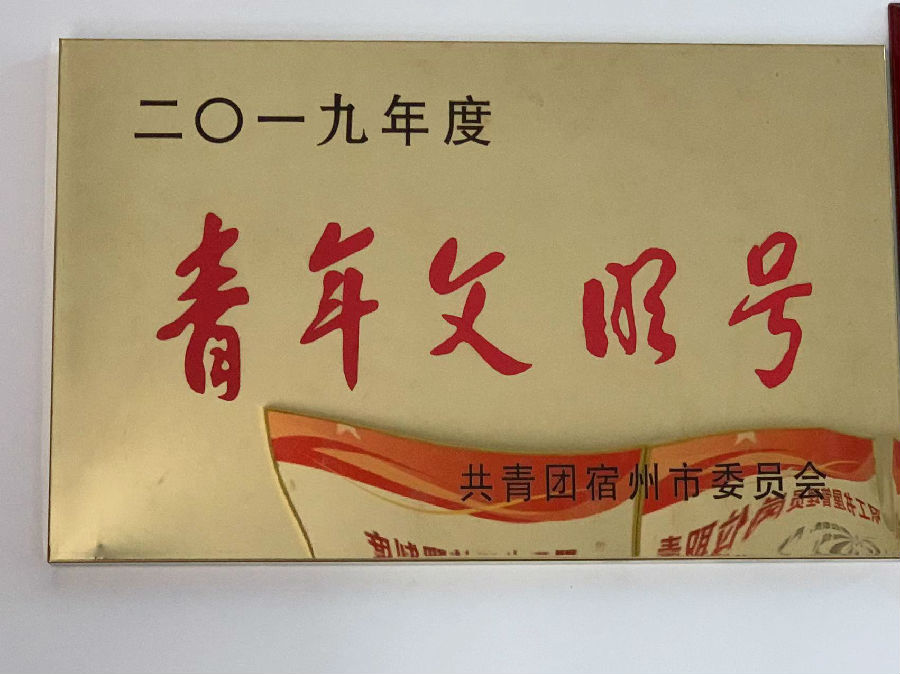 二〇一九年度
青年文明号
共青团宿州市委员会